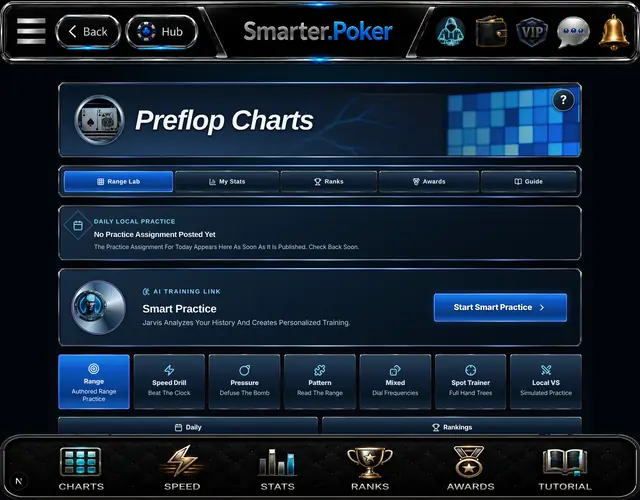 Back
Hub
Smarter.Poker
VIP
Preflop Charts
?
Range Lab
My Stats
Ranks
Awards
Guide
DAILY LOCAL PRACTICE
No Practice Assignment Posted Yet
The Practice Assignment For Today Appears Here As Soon As It Is Published. Check Back Soon.
AI TRAINING LINK
Smart Practice
Jarvis Analyzes Your History And Creates Personalized Training.
Start Smart Practice
Range
Authored Range
Practice
Speed Drill
Beat The Clock
Pressure
Defuse The Bomb
Pattern
Read The Range
Mixed
Dial Frequencies
Spot Trainer
Full Hand Trees
Local VS
Simulated Practice
Daily
Rankings
N
CHARTS
SPEED
STATS
RANKS
AWARDS
TUTORIAL